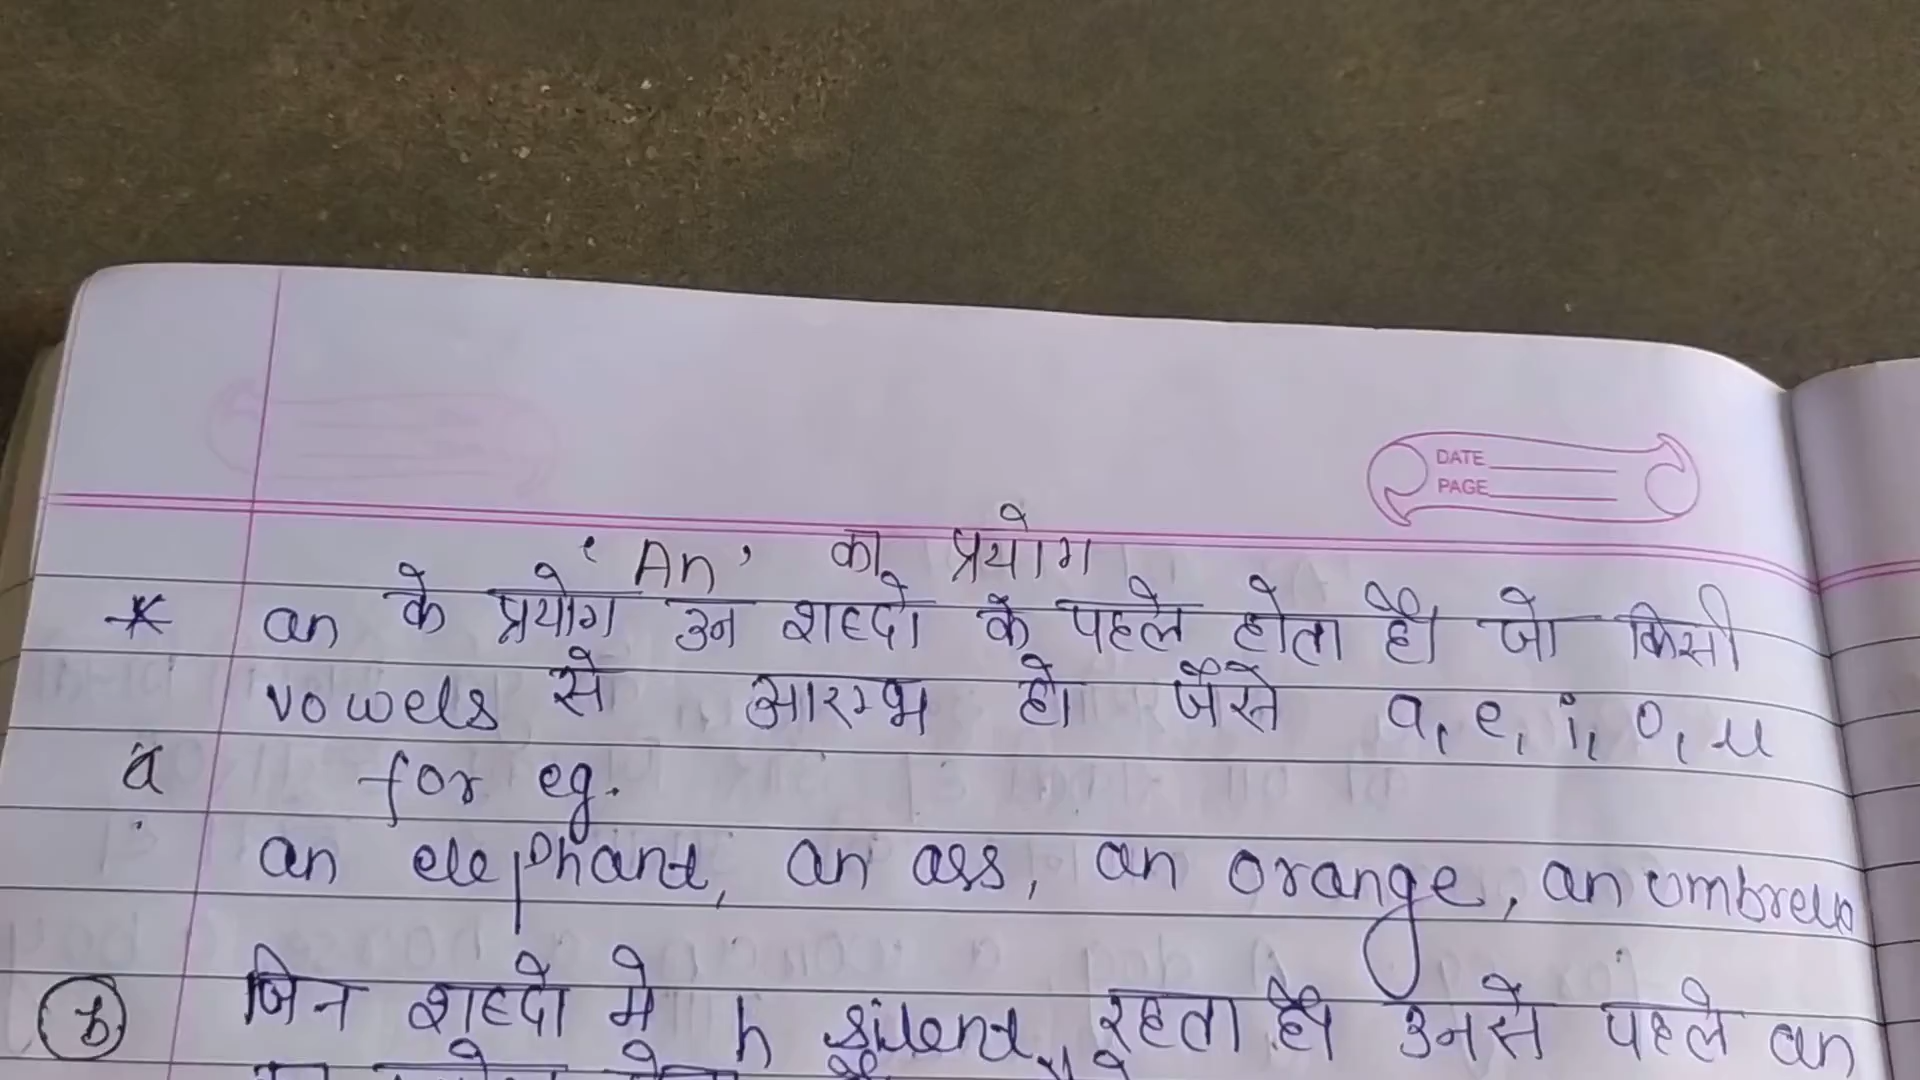 DATE
PAGE
'An' का प्रयोग
* an के प्रयोग उन शब्दो के पहले होता है। जो किसी
vowels से आरम्भ हो। जैसे a, e, i, o, u
a for eg.
an elephant, an ass, an orange, an umbrella
(b) जिन शब्दो मे h silent रहता है। उनसे पहले an